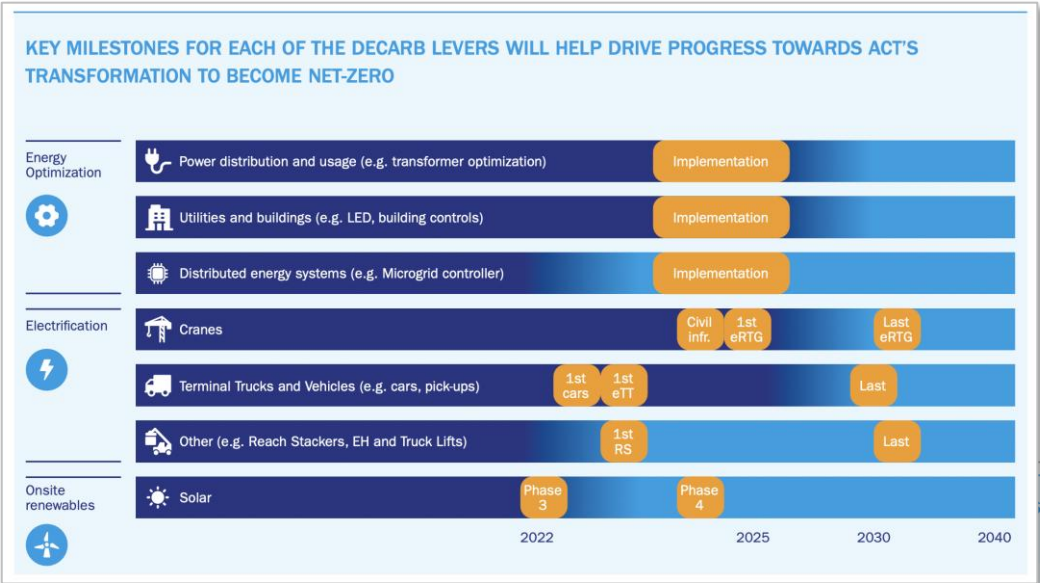 KEY MILESTONES FOR EACH OF THE DECARB LEVERS WILL HELP DRIVE PROGRESS TOWARDS ACT'S
TRANSFORMATION TO BECOME NET-ZERO
Energy
Optimization
Power distribution and usage (e.g. transformer optimization)
Implementation
Utilities and buildings (e.g. LED, building controls)
Implementation
Distributed energy systems (e.g. Microgrid controller)
Implementation
Electrification
Cranes
Civil
infr.
1st
eRTG
Last
eRTG
Terminal Trucks and Vehicles (e.g. cars, pick-ups)
1st
cars
1st
eTT
Last
Other (e.g. Reach Stackers, EH and Truck Lifts)
1st
RS
Last
Onsite
renewables
Solar
Phase
3
Phase
4
2022
2025
2030
2040